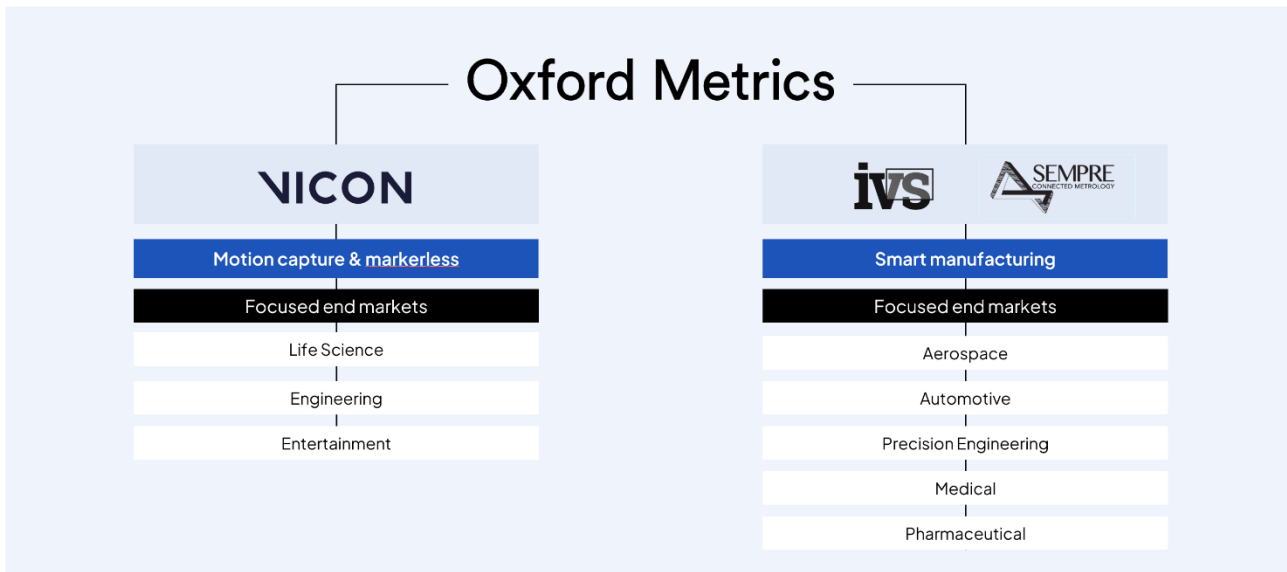 Oxford Metrics
VICON
Motion capture & markerless
Focused end markets
Life Science
Engineering
Entertainment
ivs
SEMPRE
CONNECTED METROLOGY
Smart manufacturing
Focused end markets
Aerospace
Automotive
Precision Engineering
Medical
Pharmaceutical